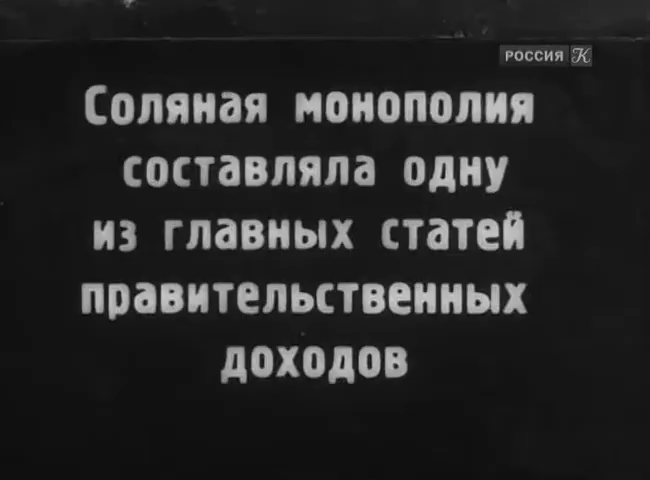 РОССИЯ К
Соляная монополия
составляла одну
из главных статей
правительственных
доходов